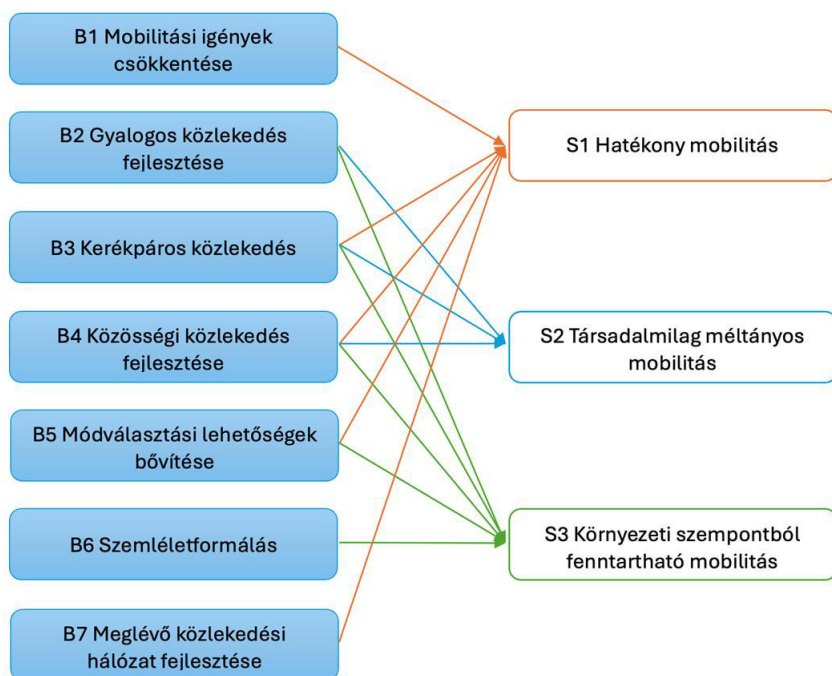 B1 Mobilitási igények
csökkentése
B2 Gyalogos közlekedés
fejlesztése
B3 Kerékpáros közlekedés
B4 Közösségi közlekedés
fejlesztése
B5 Módválasztási lehetőségek
bővítése
B6 Szemléletformálás
B7 Meglévő közlekedési
hálózat fejlesztése
S1 Hatékony mobilitás
S2 Társadalmilag méltányos
mobilitás
S3 Környezeti szempontból
fenntartható mobilitás